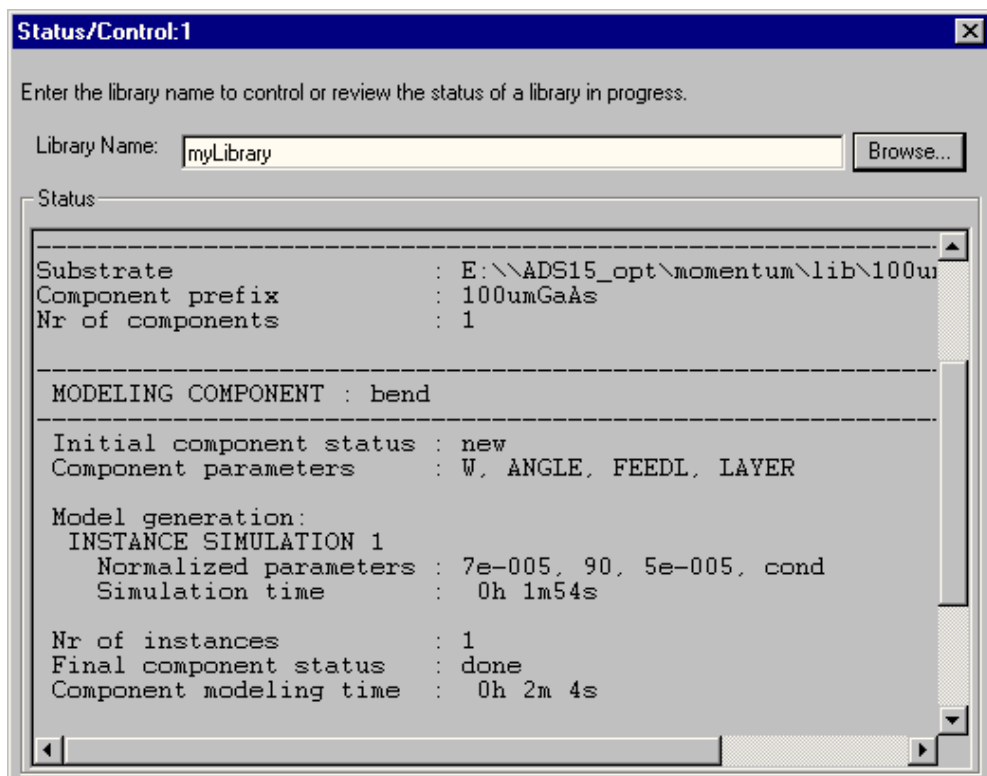 Status/Control:1
Enter the library name to control or review the status of a library in progress.
Library Name: myLibrary Browse...
Status
Substrate : E:\\ADS15_opt\momentum\lib\100u
Component prefix : 100umGaAs
Nr of components : 1
MODELING COMPONENT : bend
Initial component status : new
Component parameters : W, ANGLE, FEEDL, LAYER
Model generation:
INSTANCE SIMULATION 1
Normalized parameters : 7e-005, 90, 5e-005, cond
Simulation time : 0h 1m54s
Nr of instances : 1
Final component status : done
Component modeling time : 0h 2m 4s